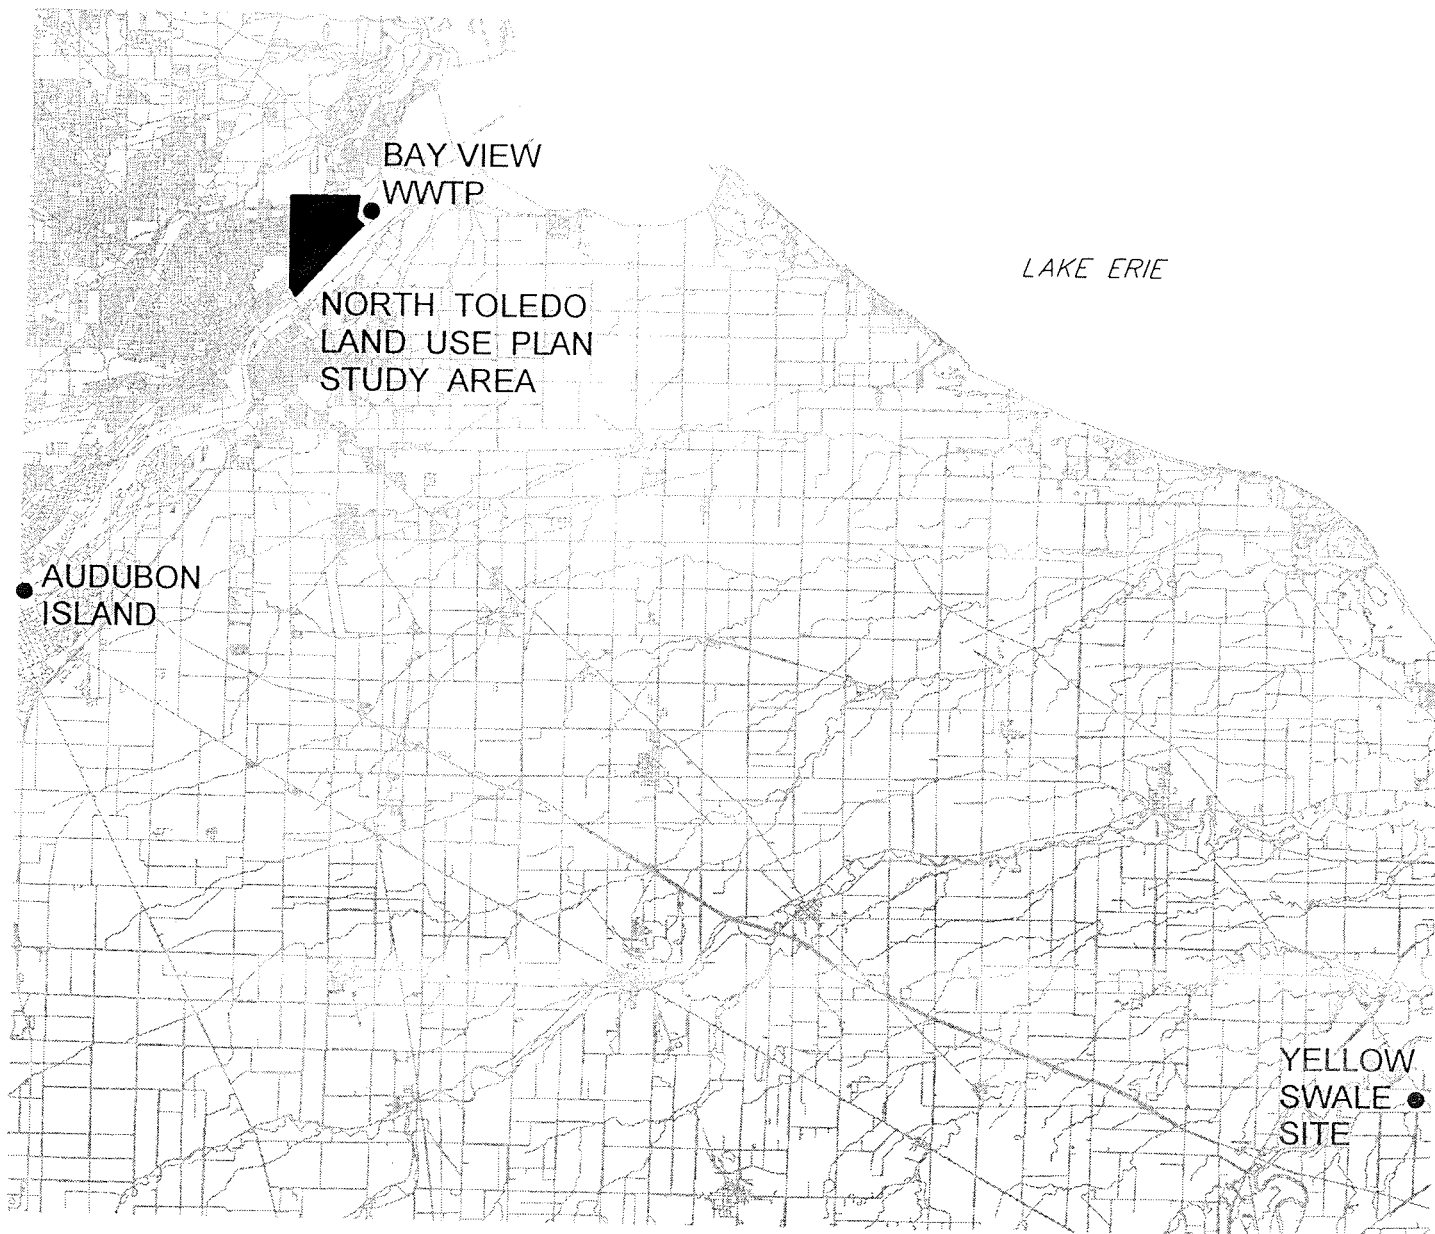 BAY VIEW
WWTP
LAKE ERIE
NORTH TOLEDO
LAND USE PLAN
STUDY AREA
AUDUBON
ISLAND
YELLOW
SWALE
SITE